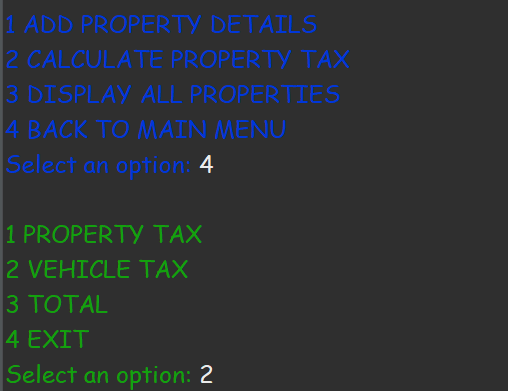 1 ADD PROPERTY DETAILS
2 CALCULATE PROPERTY TAX
3 DISPLAY ALL PROPERTIES
4 BACK TO MAIN MENU
Select an option: 4
1 PROPERTY TAX
2 VEHICLE TAX
3 TOTAL
4 EXIT
Select an option: 2